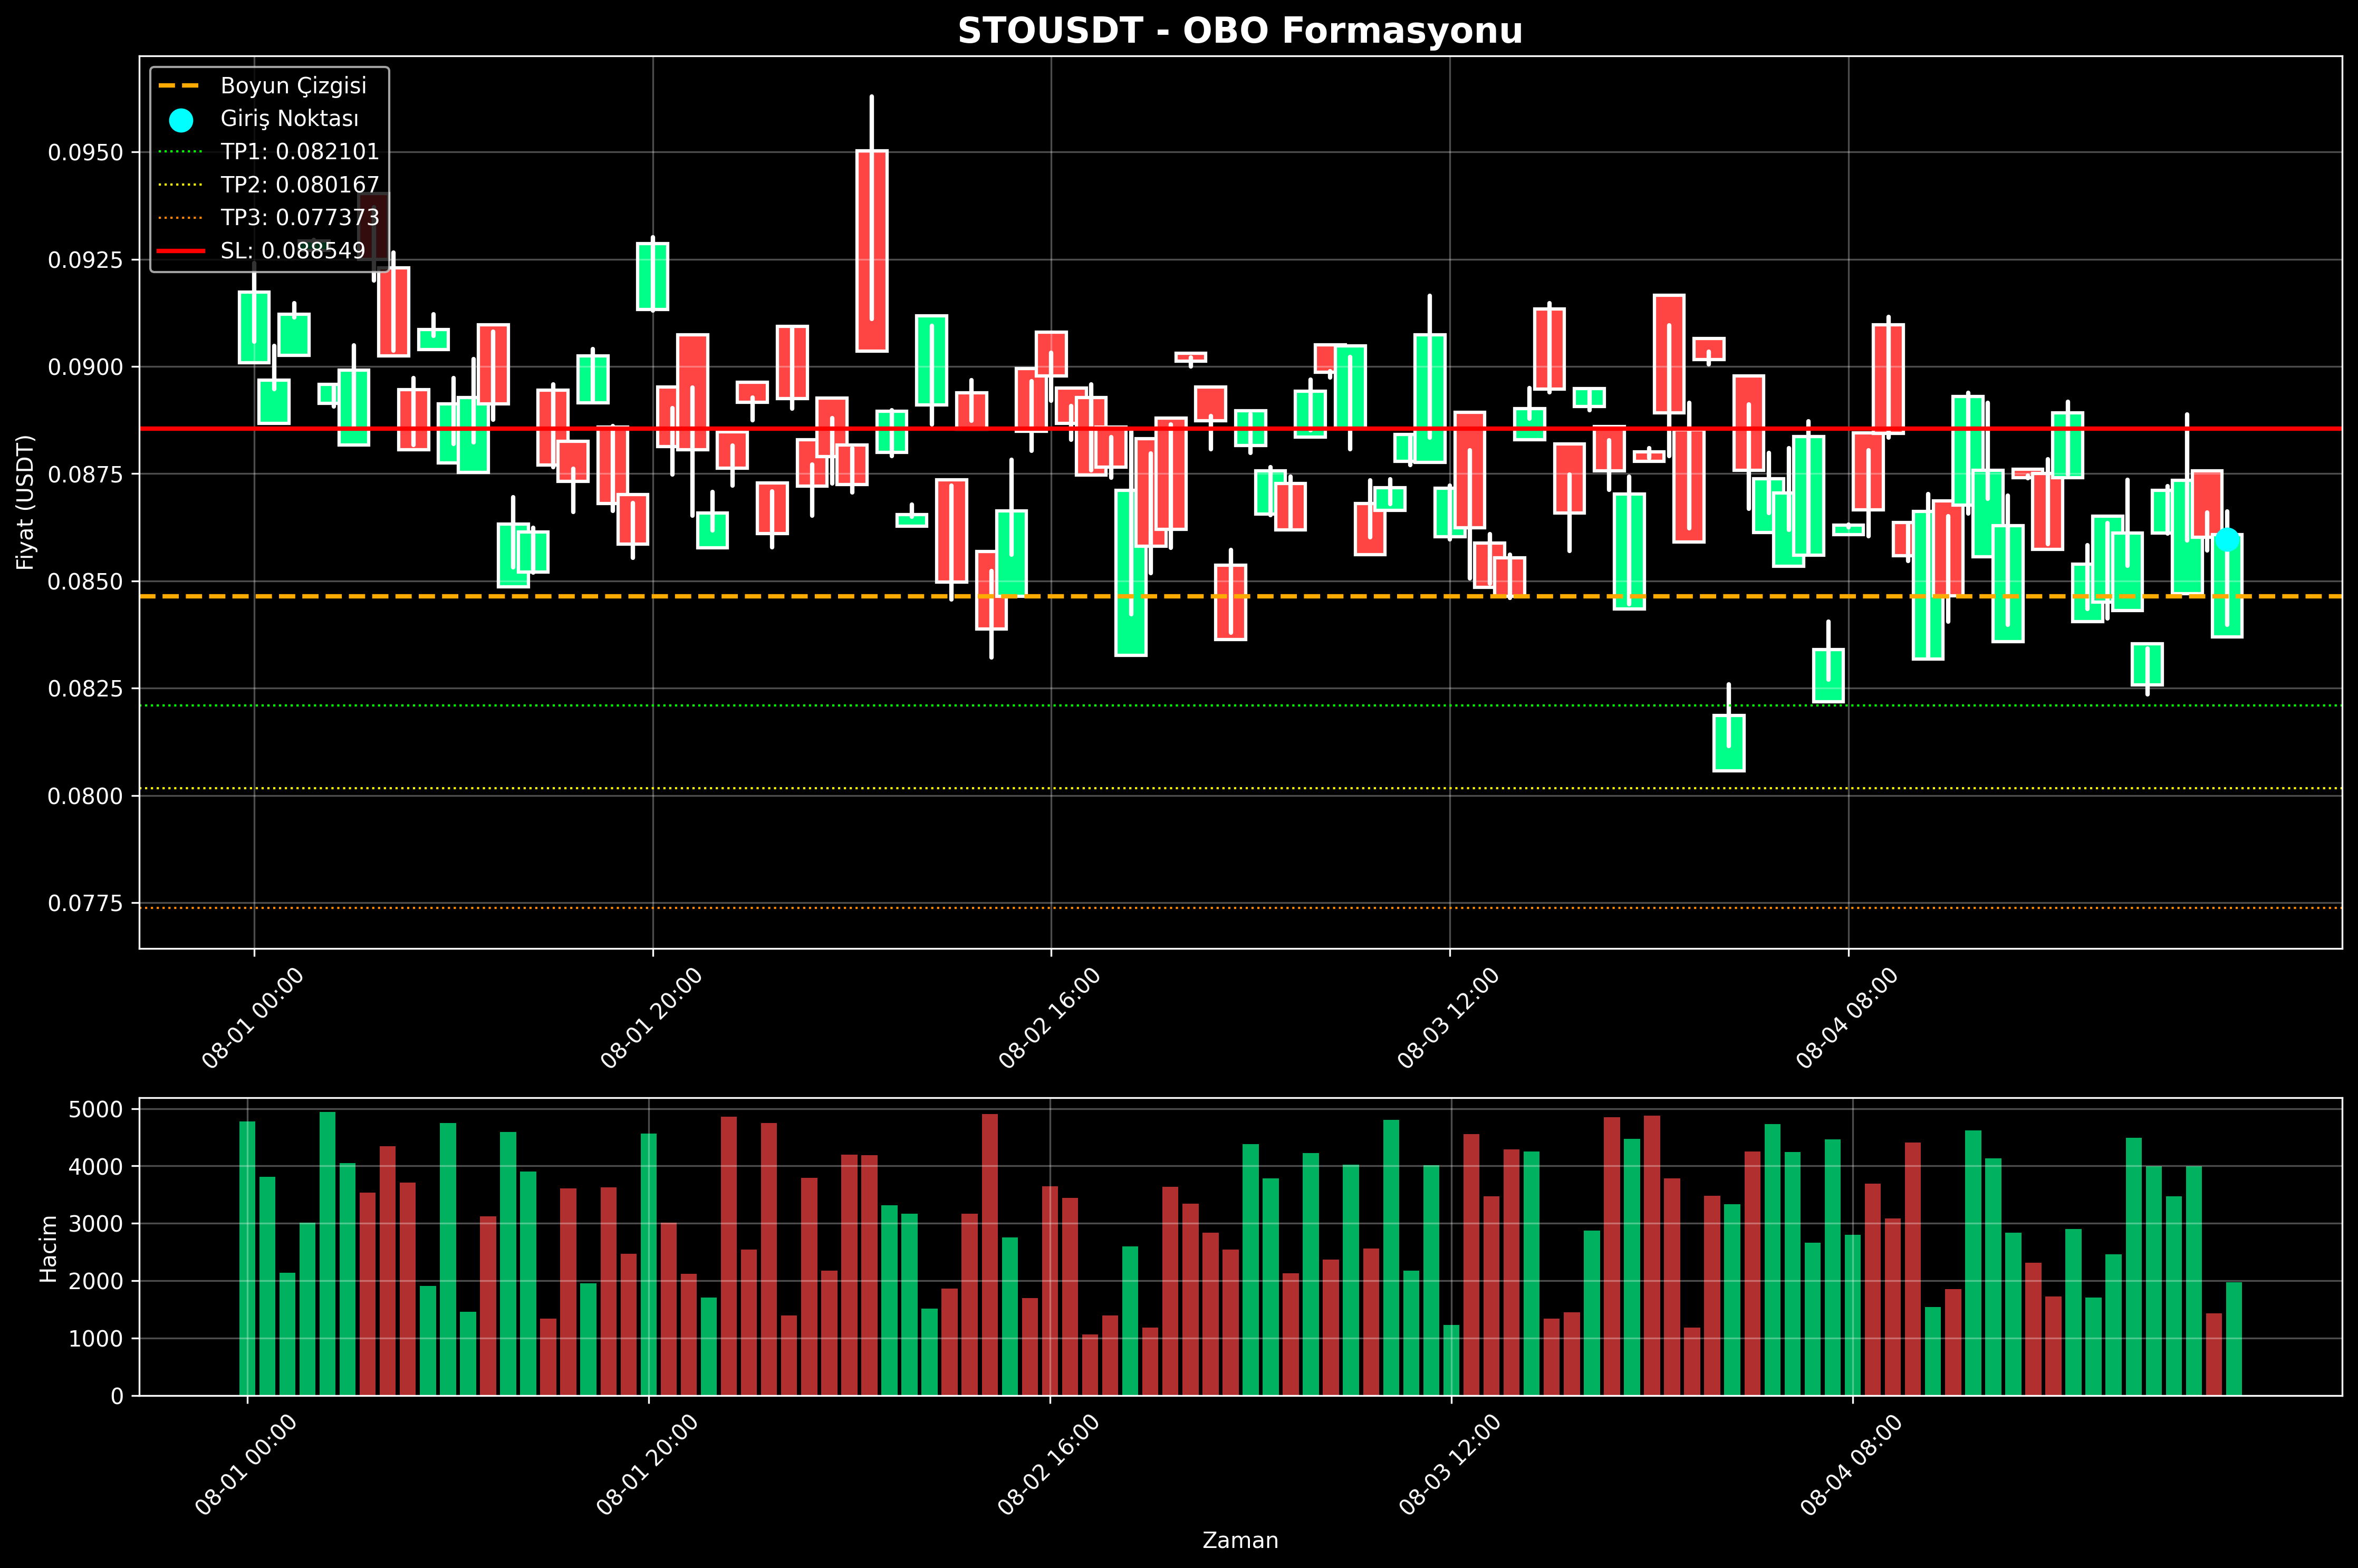 STOUSDT - OBO Formasyonu
Boyun Çizgisi
Giriş Noktası
TP1: 0.082101
TP2: 0.080167
TP3: 0.077373
SL: 0.088549
Fiyat (USDT)
0.0950
0.0925
0.0900
0.0875
0.0850
0.0825
0.0800
0.0775
08-01 00:00
08-01 20:00
08-02 16:00
08-03 12:00
08-04 08:00
Hacim
5000
4000
3000
2000
1000
0
08-01 00:00
08-01 20:00
08-02 16:00
08-03 12:00
08-04 08:00
Zaman